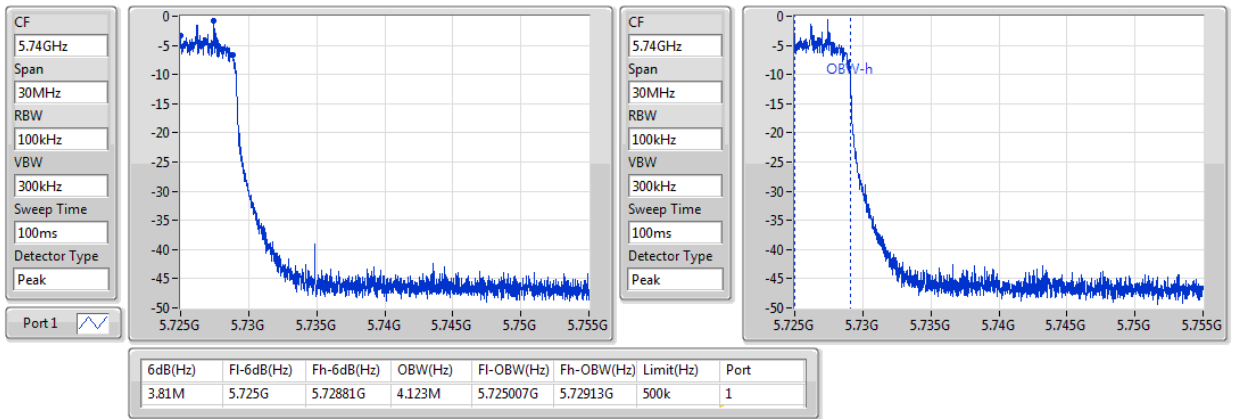 CF
5.74GHz
Span
30MHz
RBW
100kHz
VBW
300kHz
Sweep Time
100ms
Detector Type
Peak
Port 1
0
-5
-10
-15
-20
-25
-30
-35
-40
-45
-50
5.725G 5.73G 5.735G 5.74G 5.745G 5.75G 5.755G
CF
5.74GHz
Span
30MHz
RBW
100kHz
VBW
300kHz
Sweep Time
100ms
Detector Type
Peak
0
-5
-10
-15
-20
-25
-30
-35
-40
-45
-50
OBW-h
5.725G 5.73G 5.735G 5.74G 5.745G 5.75G 5.755G
6dB(Hz) Fl-6dB(Hz) Fh-6dB(Hz) OBW(Hz) Fl-OBW(Hz) Fh-OBW(Hz) Limit(Hz) Port
3.81M 5.725G 5.72881G 4.123M 5.725007G 5.72913G 500k 1